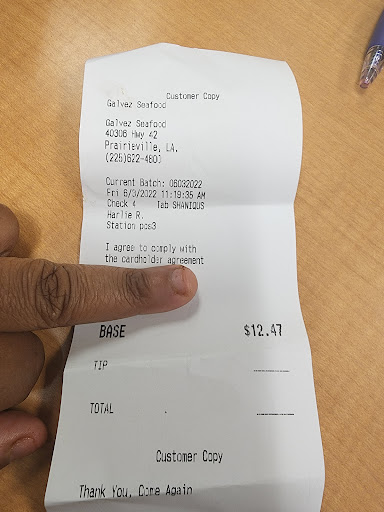 Customer Copy
Galvez Seafood
Galvez Seafood
40306 Hwy 42
Prairieville, LA.
(225)622-4800
Current Batch: 06032022
Fri 6/3/2022 11:19:35 AM
Check 4 Tab SHANIQUS
Harlie R.
Station pos3
I agree to comply with
the cardholder agreement
BASE $12.47
TIP
TOTAL
Customer Copy
Thank You, Come Again